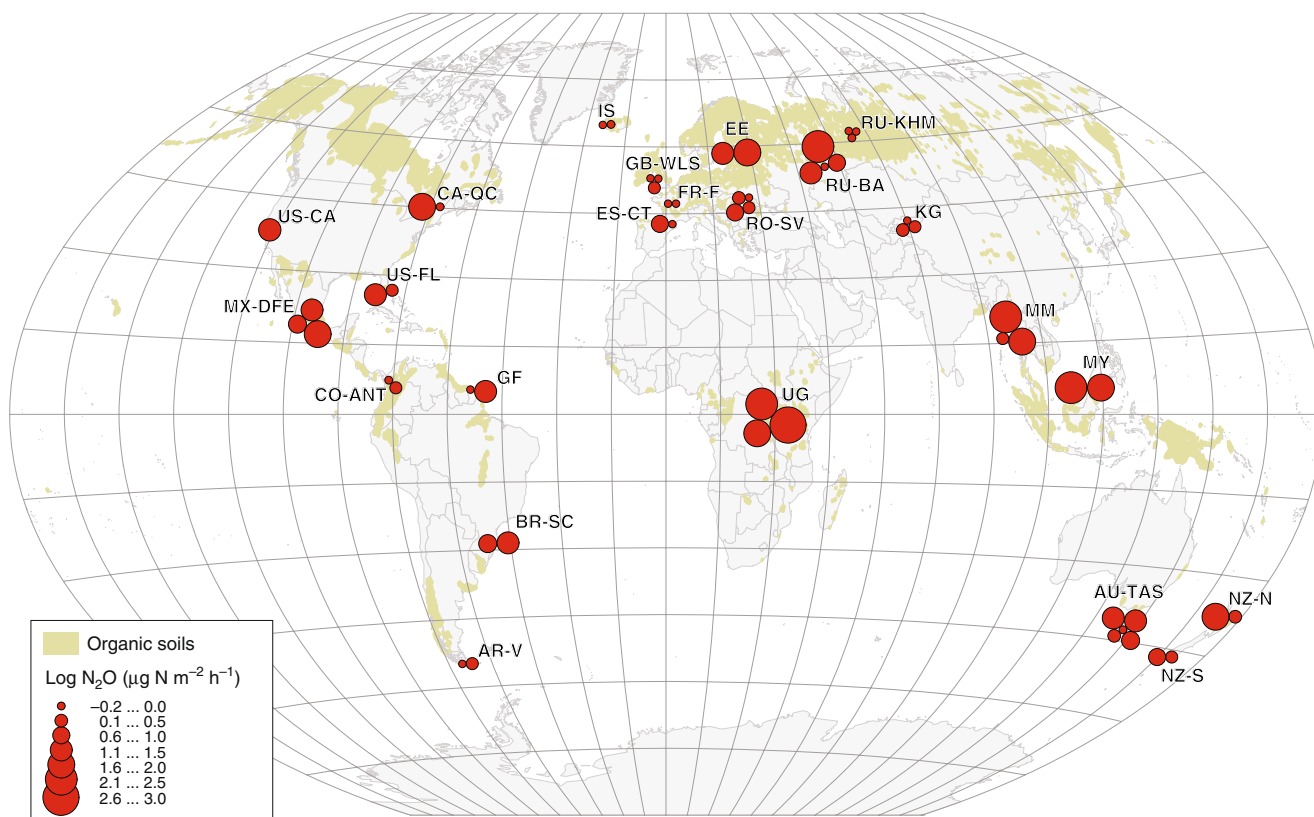 IS
EE
RU-KHM
GB-WLS
RU-BA
FR-F
CA-QC
ES-CT
RO-SV
KG
US-CA
US-FL
MX-DFE
MM
MY
GF
CO-ANT
UG
BR-SC
AU-TAS
NZ-N
NZ-S
AR-V
Organic soils
Log N₂O (μg N m⁻² h⁻¹)
–0.2 ... 0.0
0.1 ... 0.5
0.6 ... 1.0
1.1 ... 1.5
1.6 ... 2.0
2.1 ... 2.5
2.6 ... 3.0